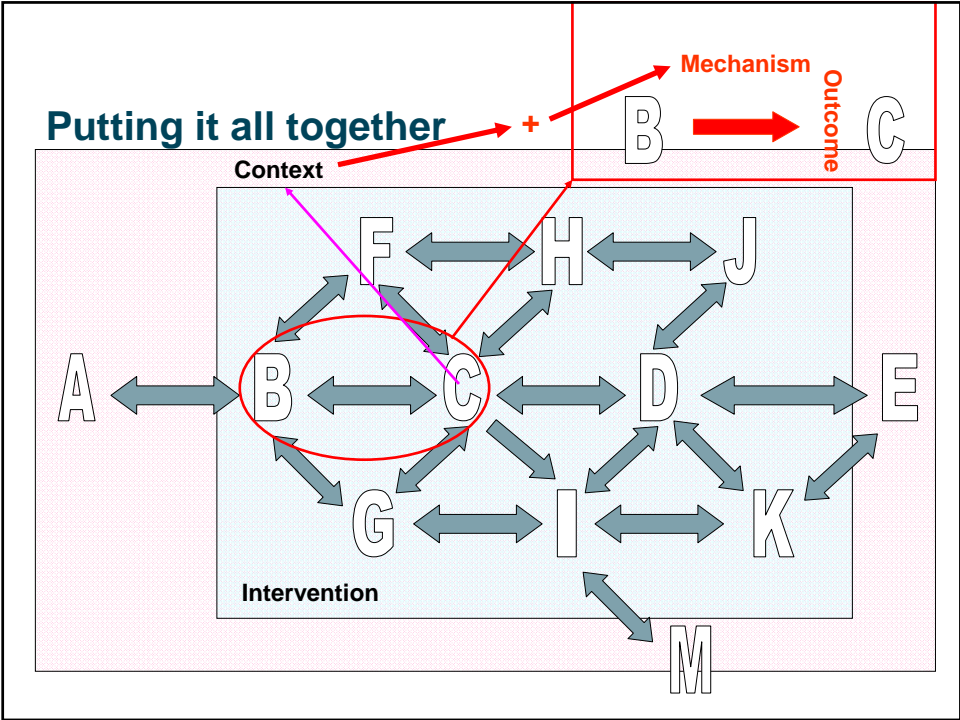 Mechanism
Outcome
Putting it all together + B C
Context
F H J
A B C D E
G I K
Intervention
M